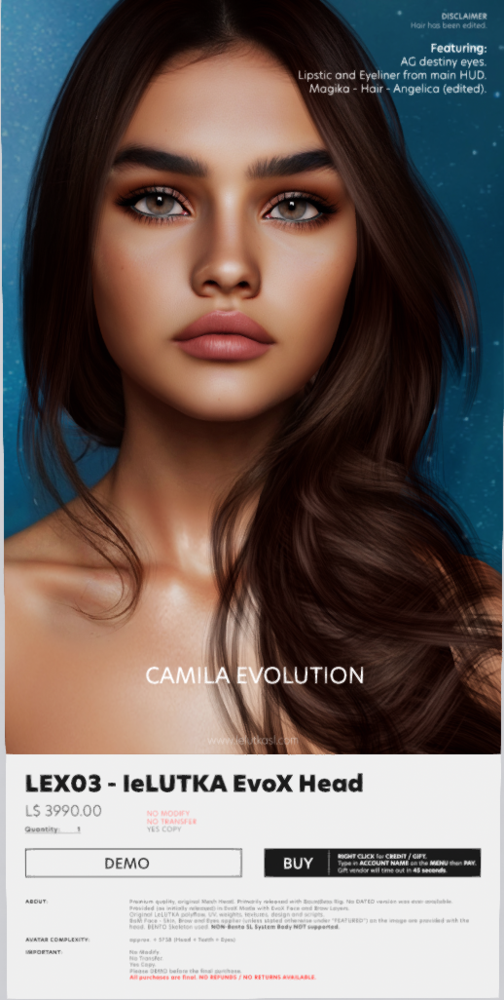 DISCLAIMER
Hair has been edited.
Featuring:
AG destiny eyes.
Lipstic and Eyeliner from main HUD.
Magika - Hair - Angelica (edited).
CAMILA EVOLUTION
www.ielutkasl.com
LEX03 - leLUTKA EvoX Head
L$ 3990.00
NO MODIFY
NO TRANSFER
Quantity: 1
YES COPY
DEMO
BUY
RIGHT CLICK for CREDIT / GIFT.
Type in ACCOUNT NAME on the MENU then PAY.
Gift vendor will time out in 45 seconds.
ABOUT:
Premium quality, original Mesh Head. Primarily released with Boundless Rig. No DATED version was ever available.
Provided (as initially released) in EvoX Mode with EvoX Face and Brow Layers.
Original LeLUTKA polyflow, UV, weights, textures, design and scripts.
BoM Face - Skin, Brow and Eyes applier (unless stated otherwise under "FEATURED") on the image are provided with the
head. BENTO Skeleton used. NON-Bento SL System Body NOT supported.
AVATAR COMPLEXITY:
approx. + 5728 (Head + Teeth + Eyes)
IMPORTANT:
No Modify.
No Transfer.
Yes Copy.
Please DEMO before the final purchase.
All purchases are final. NO REFUNDS / NO RETURNS AVAILABLE.